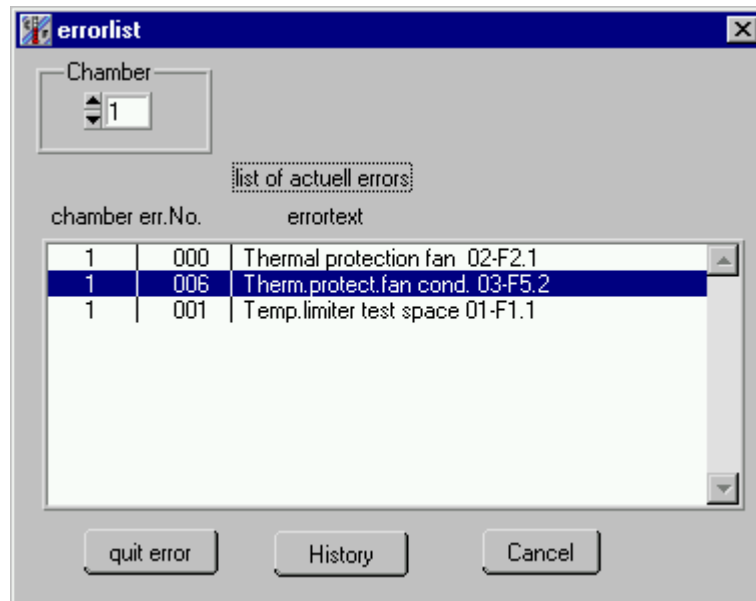 errorlist
Chamber
1
list of actuell errors
chamber err.No. errortext
1 | 000 | Thermal protection fan 02-F2.1
1 | 006 | Therm.protect.fan cond. 03-F5.2
1 | 001 | Temp.limiter test space 01-F1.1
quit error History Cancel